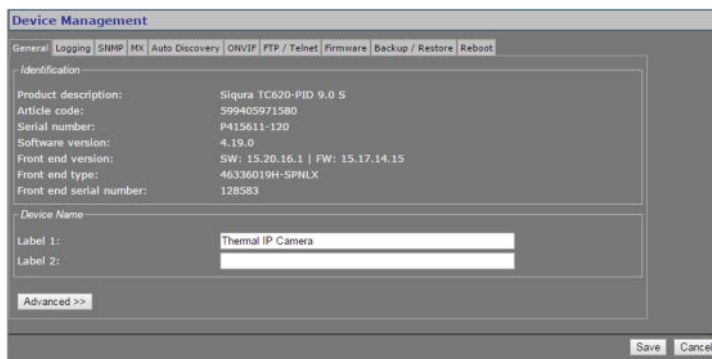 Device Management
General Logging SNMP MX Auto Discovery ONVIF FTP / Telnet Firmware Backup / Restore Reboot
Identification
Product description: Siqura TC620-PID 9.0 S
Article code: 599405971580
Serial number: P415611-120
Software version: 4.19.0
Front end version: SW: 15.20.16.1 | FW: 15.17.14.15
Front end type: 46336019H-SPNLX
Front end serial number: 128583
Device Name
Label 1: Thermal IP Camera
Label 2:
Advanced >>
Save Cancel